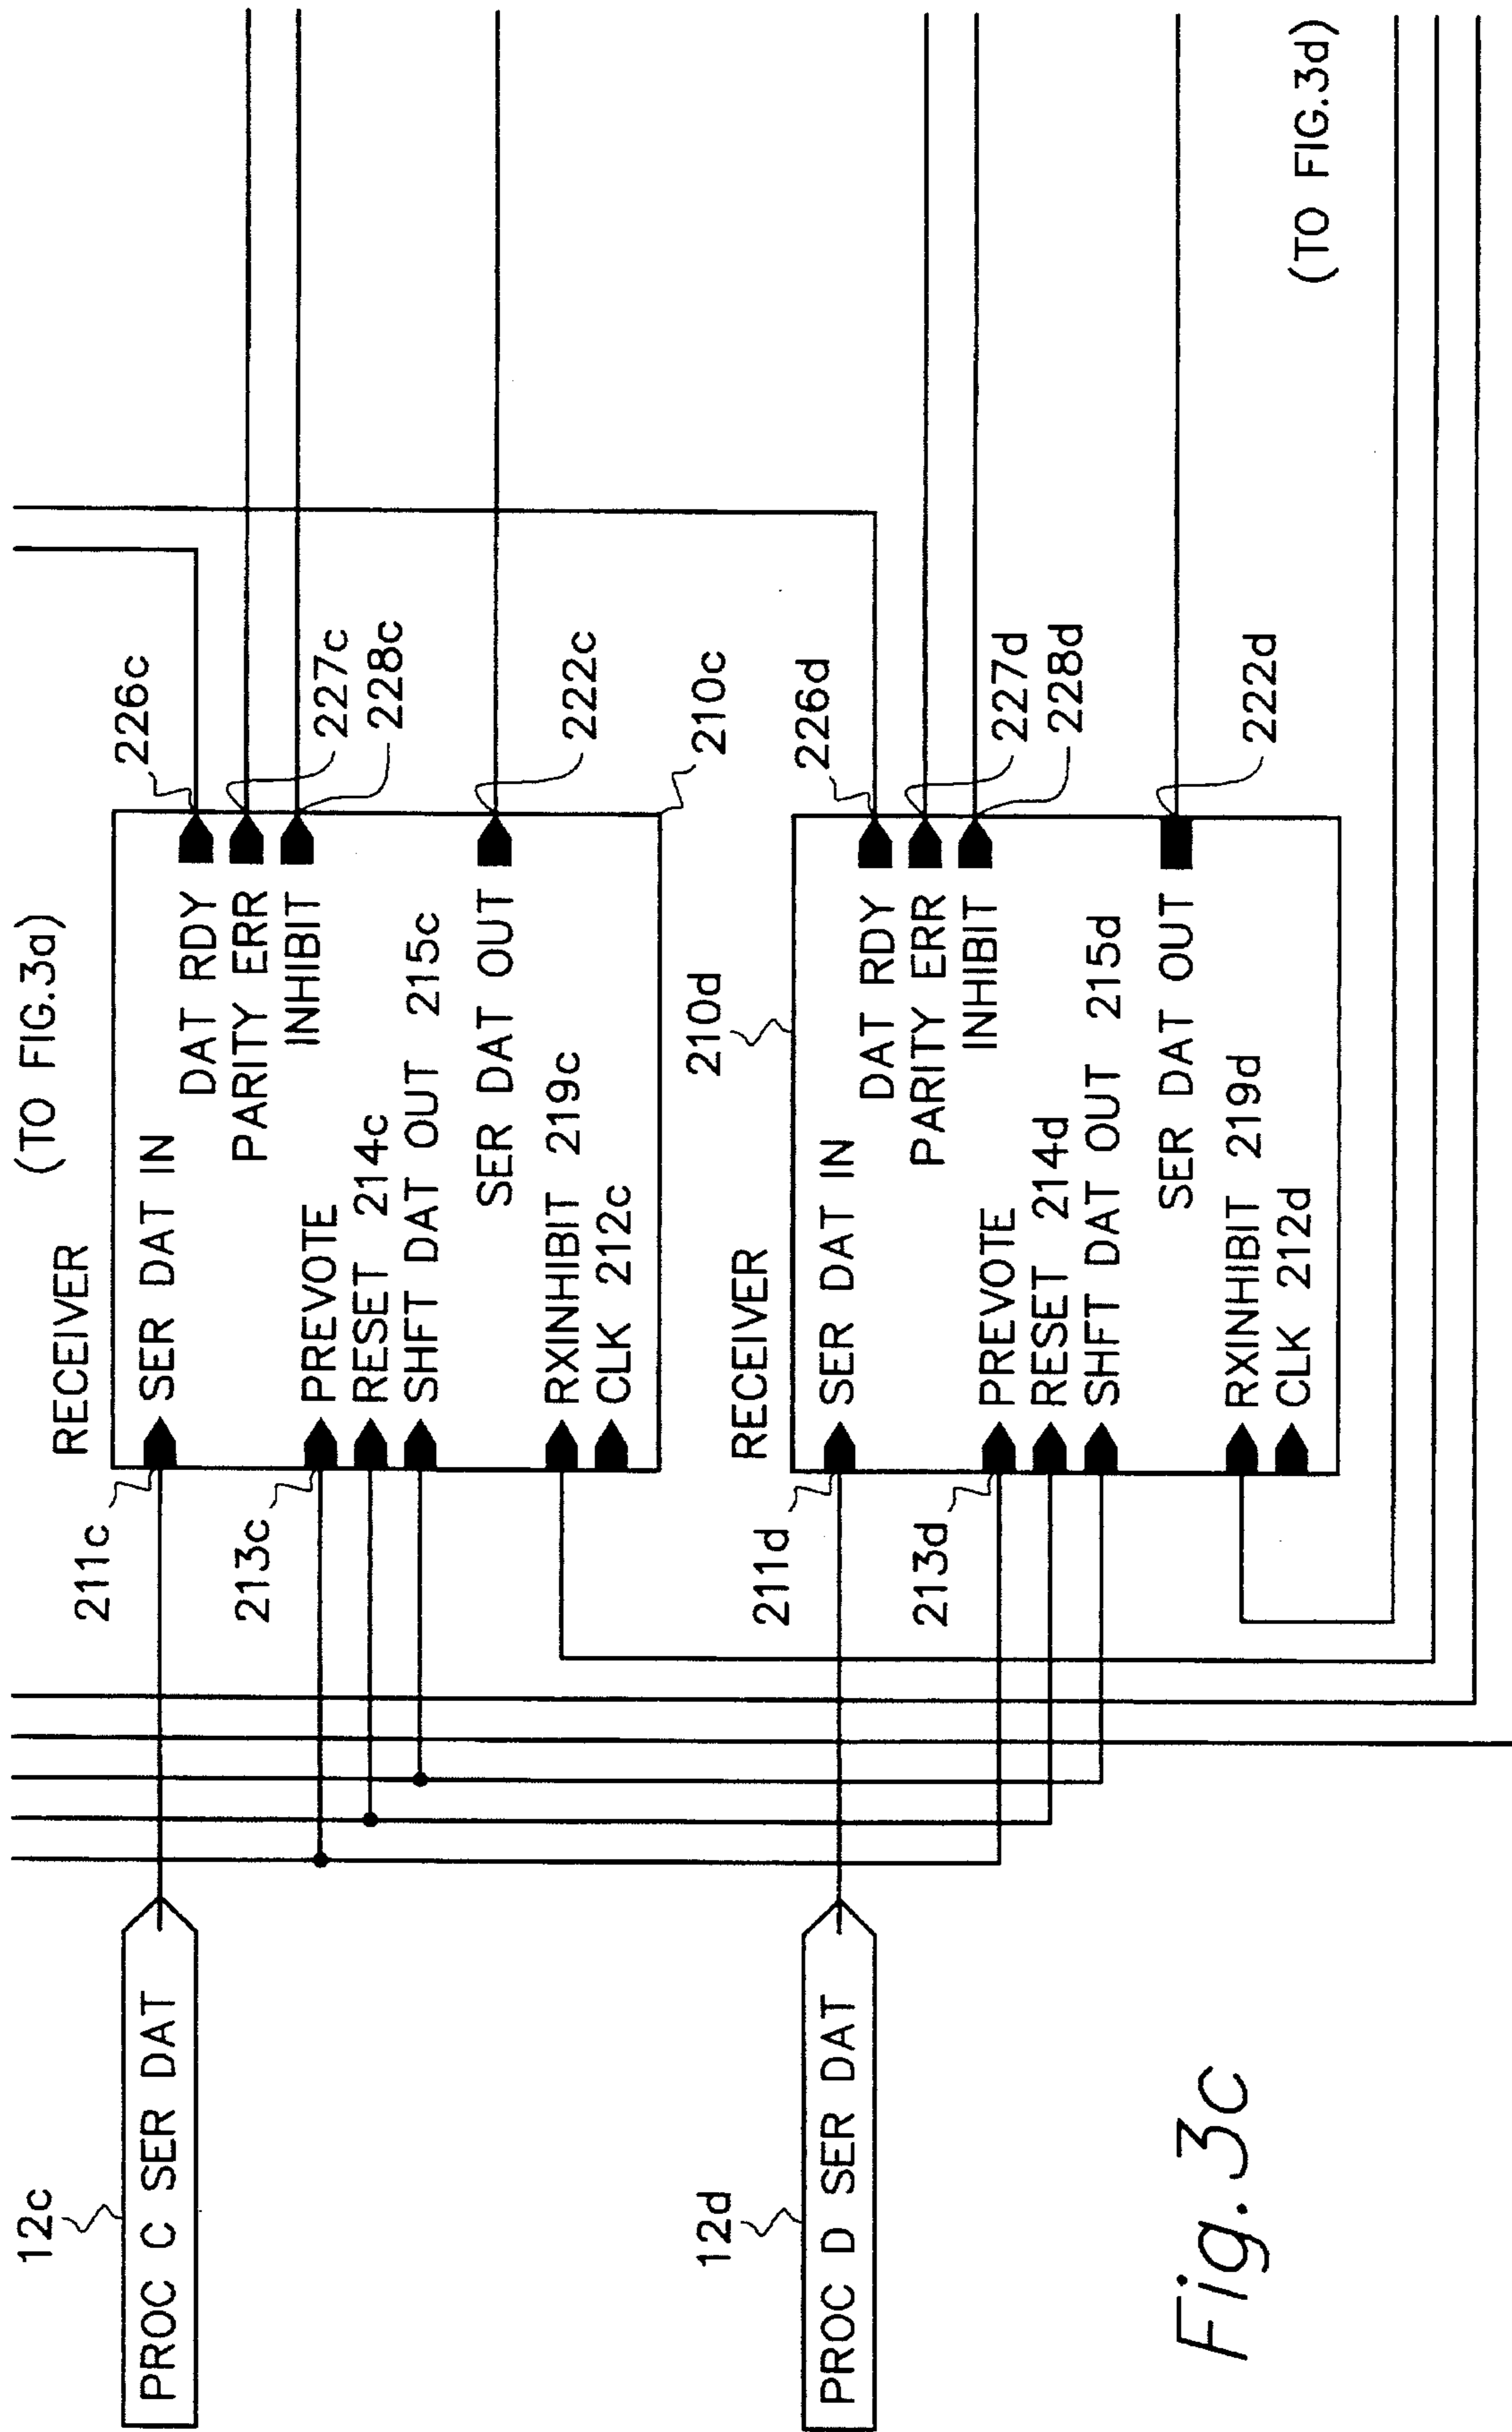 (TO FIG.3a)
12c
PROC C SER DAT
211c
213c
RECEIVER
SER DAT IN
DAT RDY
PARITY ERR
INHIBIT
PREVOTE
RESET 214c
SHFT DAT OUT 215c
SER DAT OUT
RXINHIBIT 219c
CLK 212c
226c
227c
228c
222c
210c
12d
PROC D SER DAT
211d
213d
RECEIVER
210d
SER DAT IN
DAT RDY
PARITY ERR
INHIBIT
PREVOTE
RESET 214d
SHFT DAT OUT 215d
SER DAT OUT
RXINHIBIT 219d
CLK 212d
226d
227d
228d
222d
(TO FIG.3d)
Fig.3c